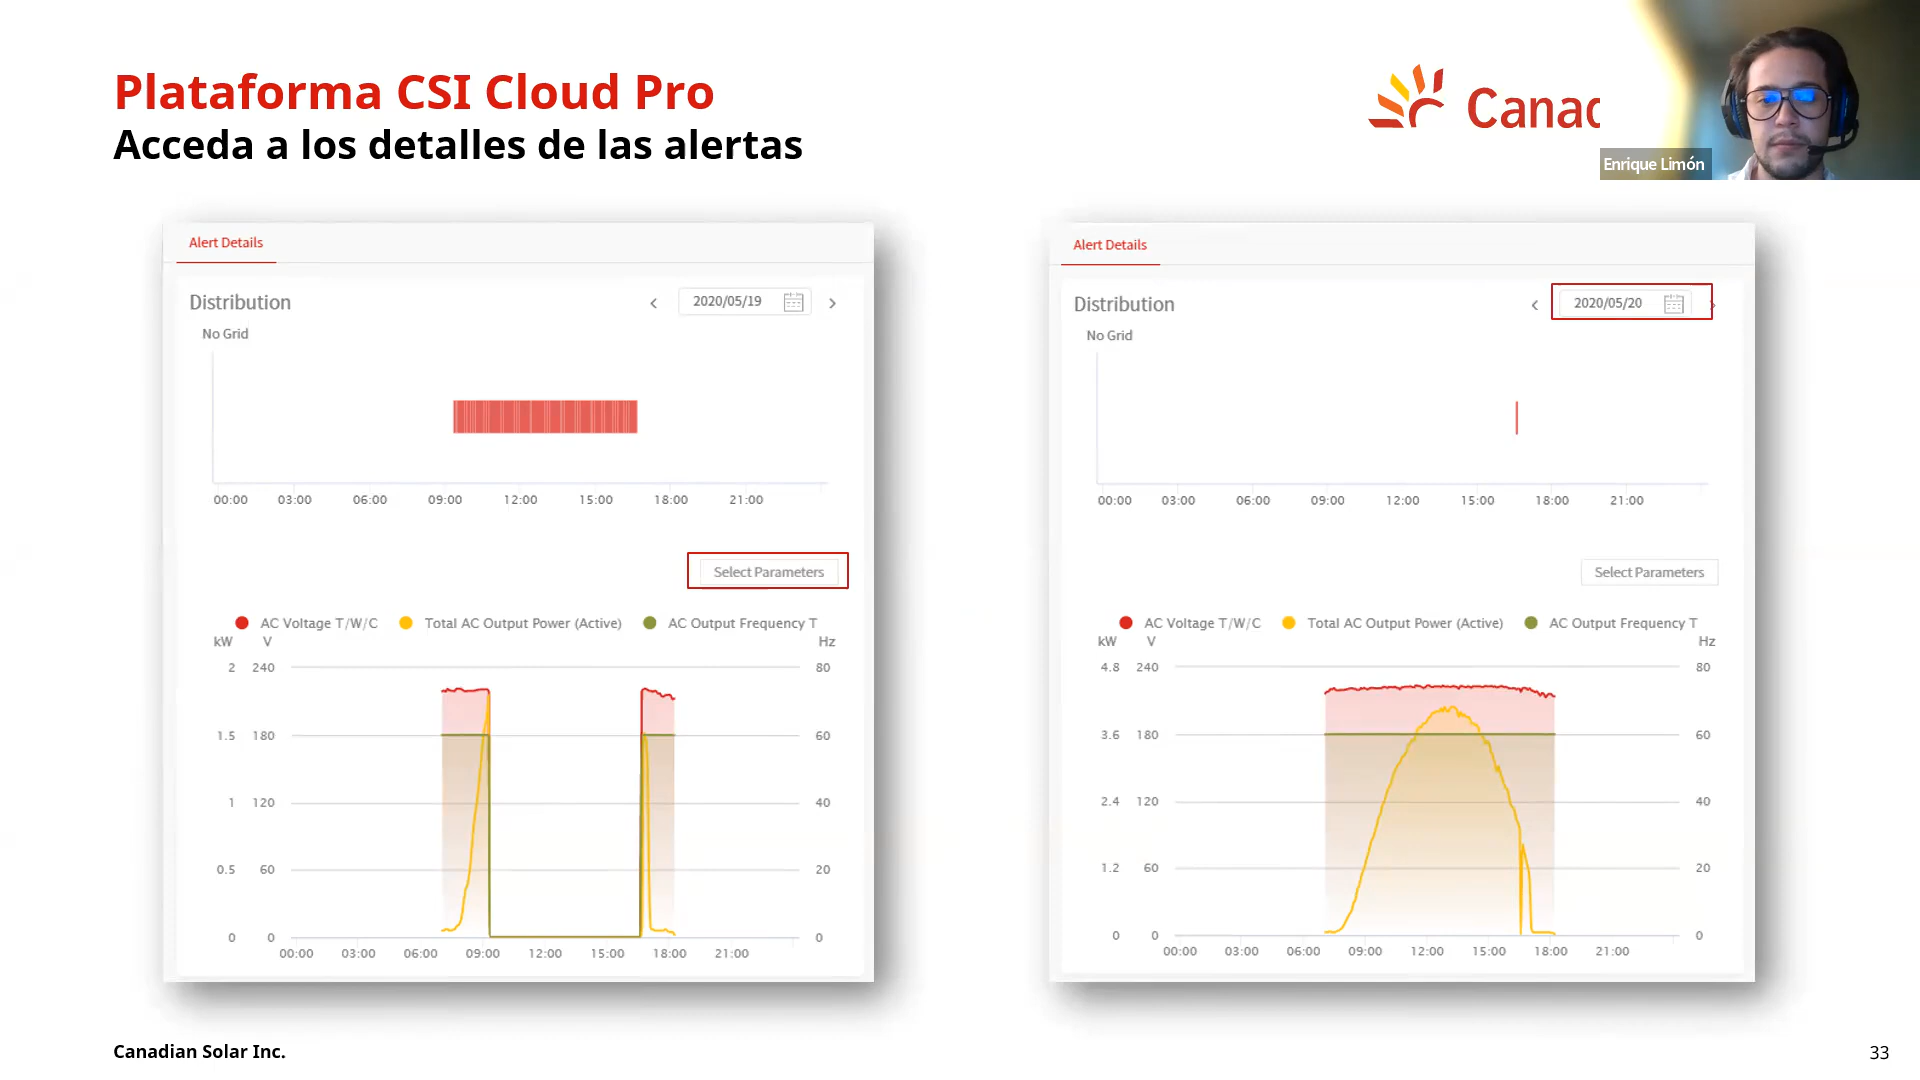 Plataforma CSI Cloud Pro
Acceda a los detalles de las alertas
Canad
Enrique Limón
Alert Details
Distribution
2020/05/19
No Grid
00:00 03:00 06:00 09:00 12:00 15:00 18:00 21:00
Select Parameters
AC Voltage T/W/C Total AC Output Power (Active) AC Output Frequency T
kW V Hz
2 240 80
1.5 180 60
1 120 40
0.5 60 20
0 0 0
00:00 03:00 06:00 09:00 12:00 15:00 18:00 21:00
Alert Details
Distribution
2020/05/20
No Grid
00:00 03:00 06:00 09:00 12:00 15:00 18:00 21:00
Select Parameters
AC Voltage T/W/C Total AC Output Power (Active) AC Output Frequency T
kW V Hz
4.8 240 80
3.6 180 60
2.4 120 40
1.2 60 20
0 0 0
00:00 03:00 06:00 09:00 12:00 15:00 18:00 21:00
Canadian Solar Inc.
33